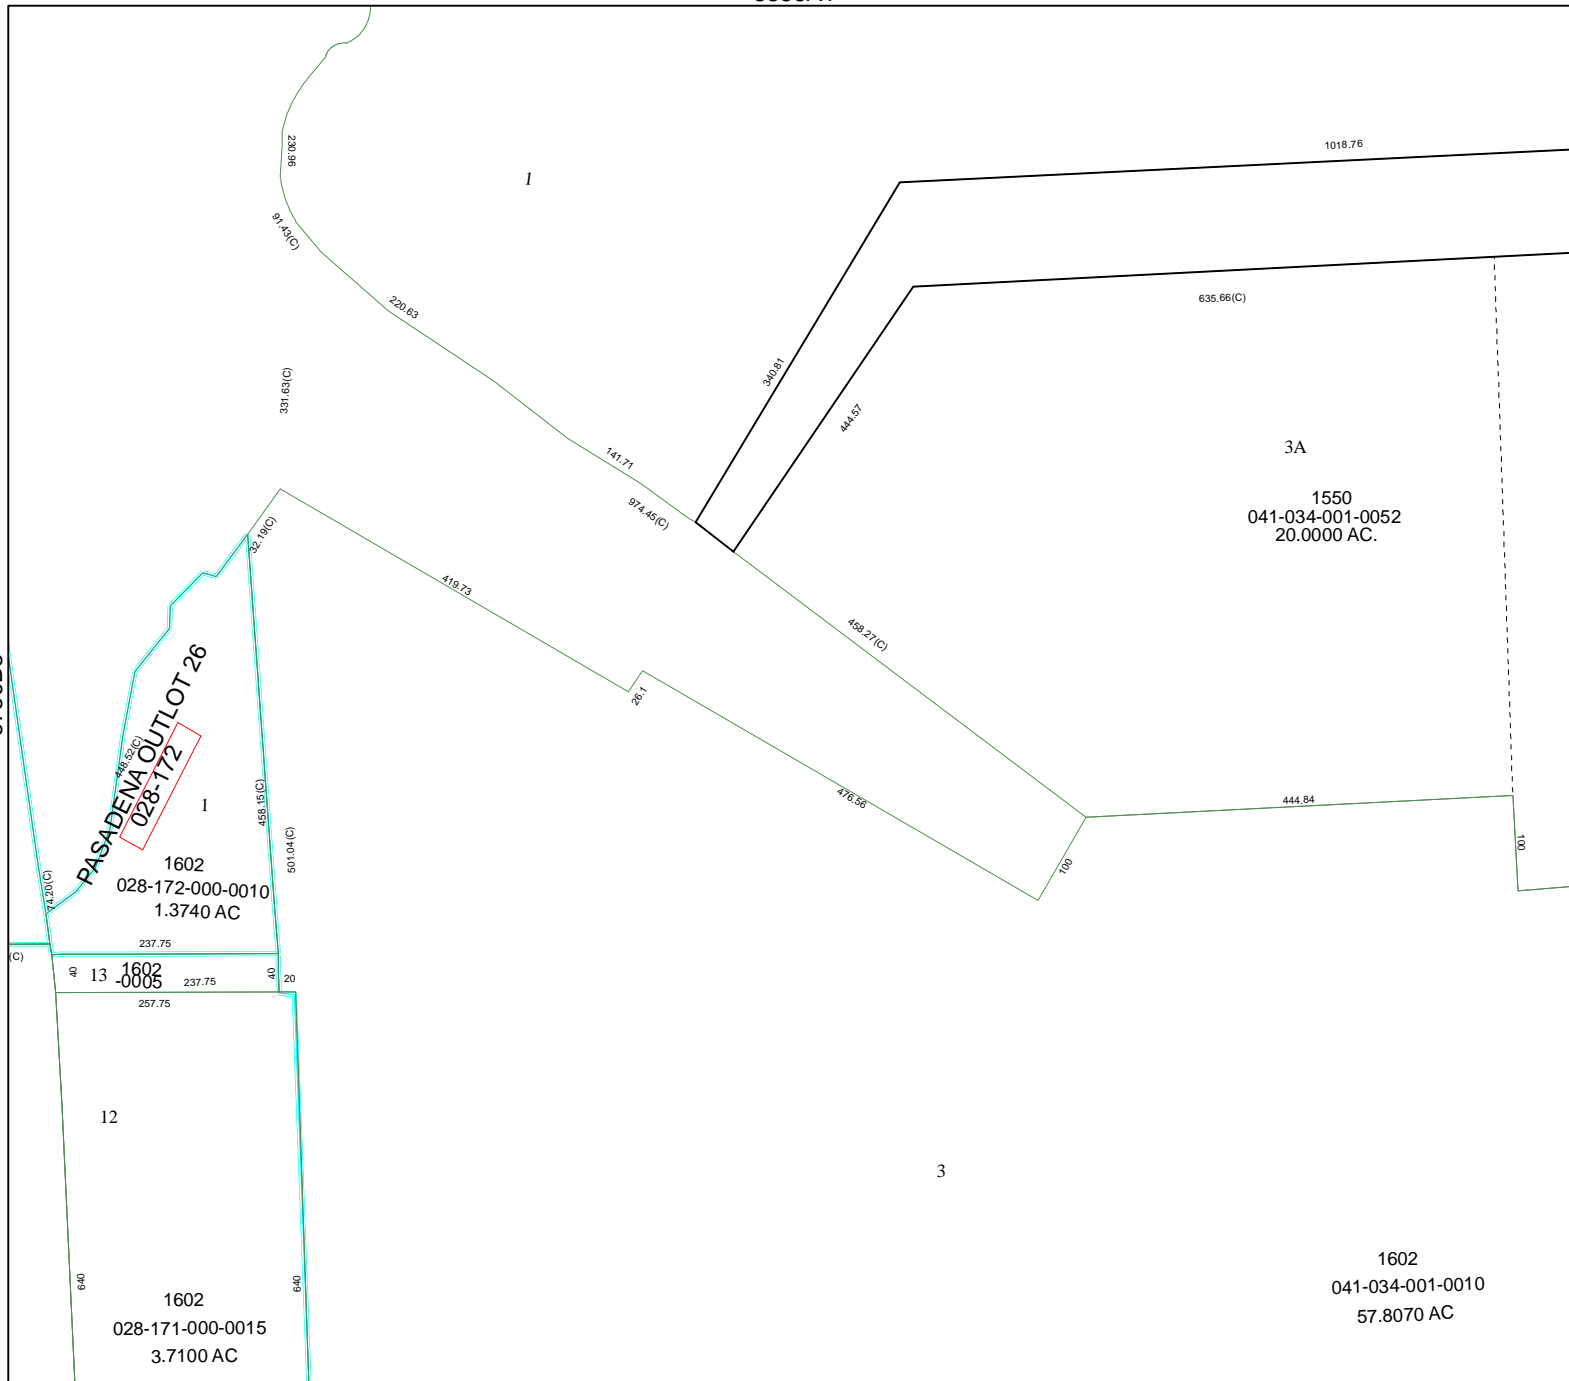 1018.76
230.96
1
91.43(C)
635.66(C)
220.63
340.81
331.63(C)
444.57
3A
141.71
1550
041-034-001-0052
20.0000 AC.
974.45(C)
32.19(C)
419.73
458.27(C)
26.1
PASADENA OUTLOT 26
028-172
448.52(C)
1
458.15(C)
476.56
444.84
501.04(C)
100
100
1602
028-172-000-0010
1.3740 AC
74.20(C)
237.75
(C)
40
13
1602
-0005
237.75
40
20
257.75
12
3
640
640
1602
028-171-000-0015
3.7100 AC
1602
041-034-001-0010
57.8070 AC